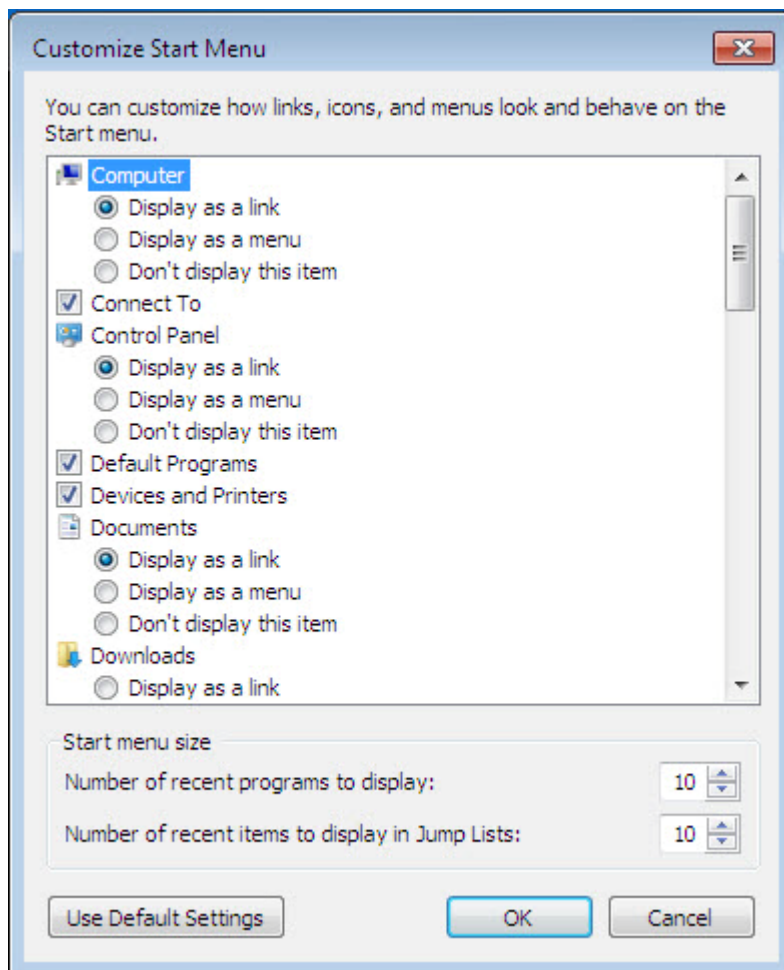 Customize Start Menu
You can customize how links, icons, and menus look and behave on the
Start menu.
Computer
Display as a link
Display as a menu
Don't display this item
Connect To
Control Panel
Display as a link
Display as a menu
Don't display this item
Default Programs
Devices and Printers
Documents
Display as a link
Display as a menu
Don't display this item
Downloads
Display as a link
Start menu size
Number of recent programs to display: 10
Number of recent items to display in Jump Lists: 10
Use Default Settings OK Cancel